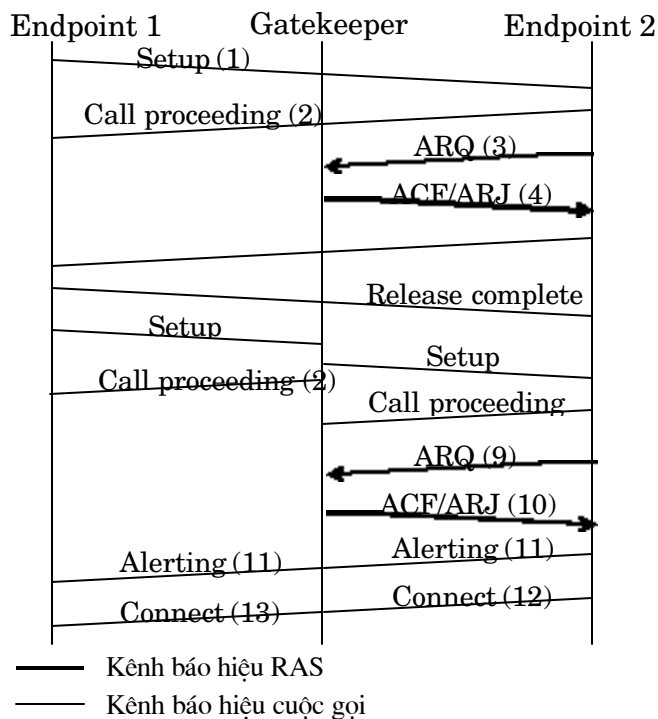 Endpoint 1 Gatekeeper Endpoint 2
Setup (1)
Call proceeding (2)
ARQ (3)
ACF/ARJ (4)
Release complete
Setup
Setup
Call proceeding (2)
Call proceeding
ARQ (9)
ACF/ARJ (10)
Alerting (11)
Alerting (11)
Connect (12)
Connect (13)
Kênh báo hiệu RAS
Kênh báo hiệu cuộc gọi